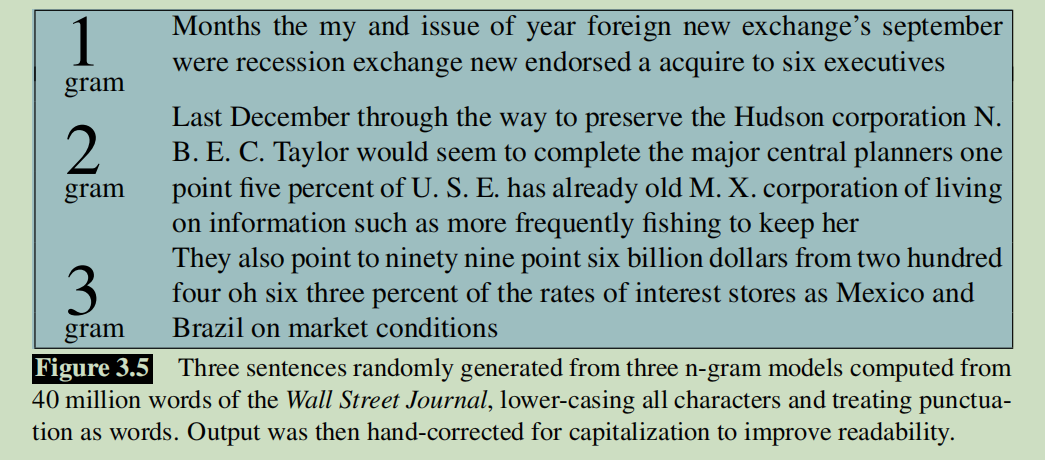 1
gram
Months the my and issue of year foreign new exchange’s september
were recession exchange new endorsed a acquire to six executives
2
gram
Last December through the way to preserve the Hudson corporation N.
B. E. C. Taylor would seem to complete the major central planners one
point five percent of U. S. E. has already old M. X. corporation of living
on information such as more frequently fishing to keep her
3
gram
They also point to ninety nine point six billion dollars from two hundred
four oh six three percent of the rates of interest stores as Mexico and
Brazil on market conditions
Figure 3.5 Three sentences randomly generated from three n-gram models computed from
40 million words of the Wall Street Journal, lower-casing all characters and treating punctua-
tion as words. Output was then hand-corrected for capitalization to improve readability.